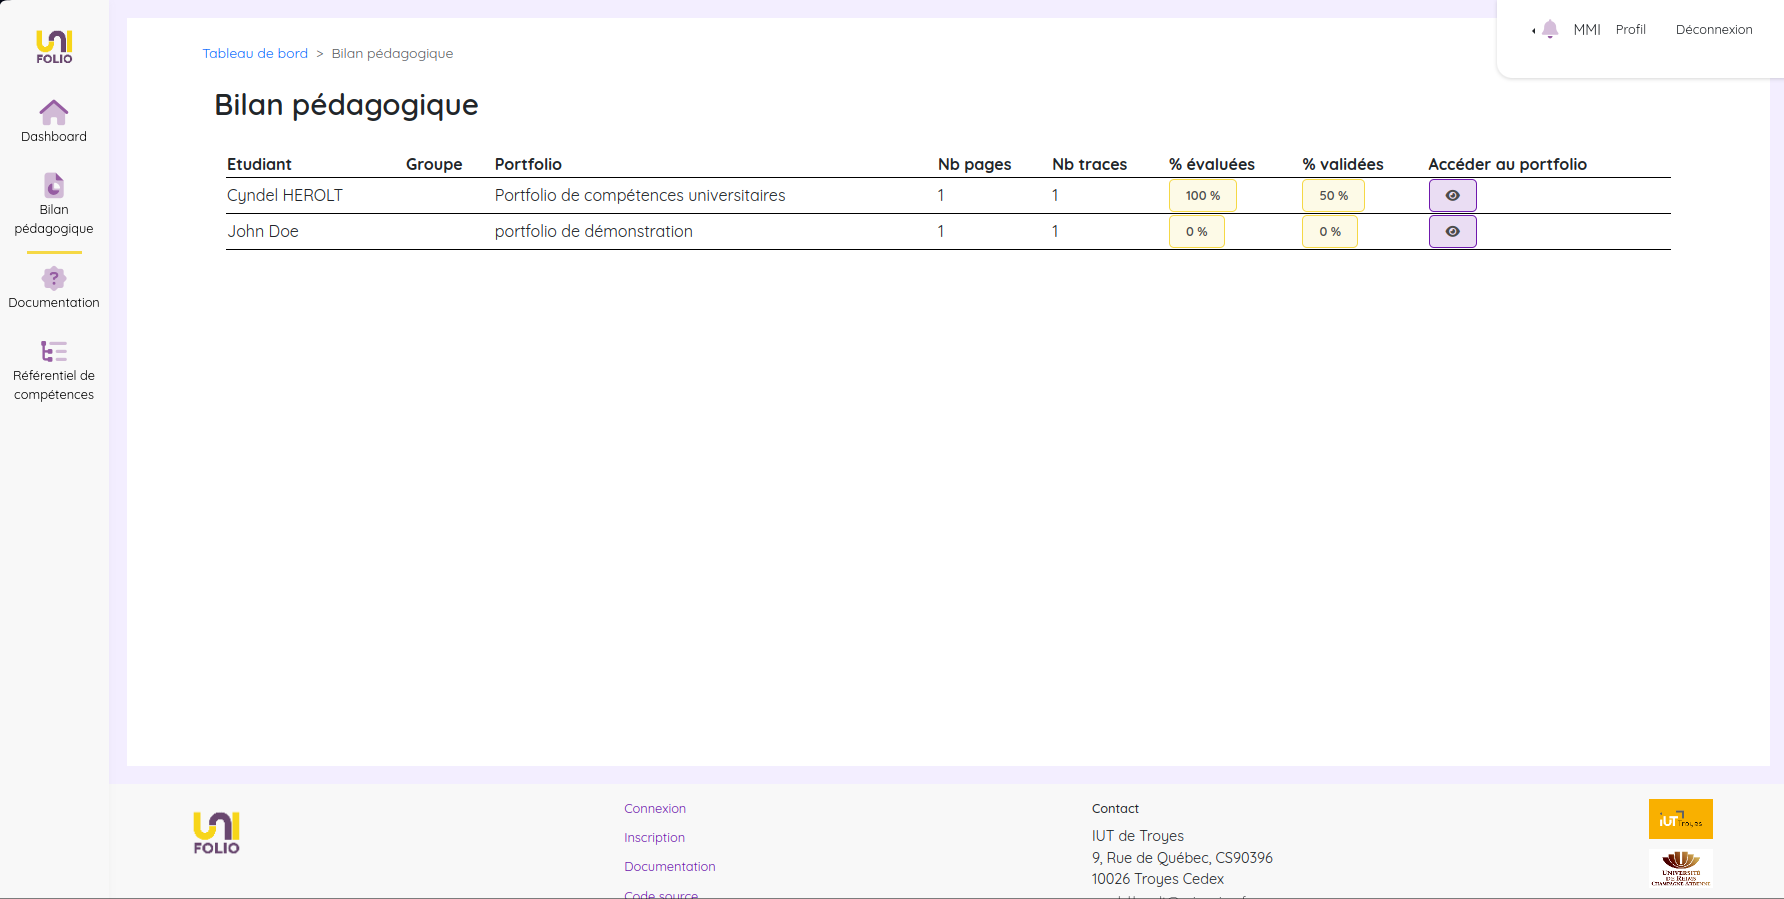 UNI
FOLIO
Dashboard
Bilan
pédagogique
?
Documentation
Référentiel de
compétences
Tableau de bord > Bilan pédagogique
MMI Profil Déconnexion
Bilan pédagogique
Etudiant Groupe Portfolio Nb pages Nb traces % évaluées % validées Accéder au portfolio
Cyndel HEROLT Portfolio de compétences universitaires 1 1 100 % 50 %
John Doe portfolio de démonstration 1 1 0 % 0 %
UNI
FOLIO
Connexion
Inscription
Documentation
Code source
Contact
IUT de Troyes
9, Rue de Québec, CS90396
10026 Troyes Cedex
iUT Troyes
UNIVERSITÉ
DE REIMS
CHAMPAGNE-ARDENNE